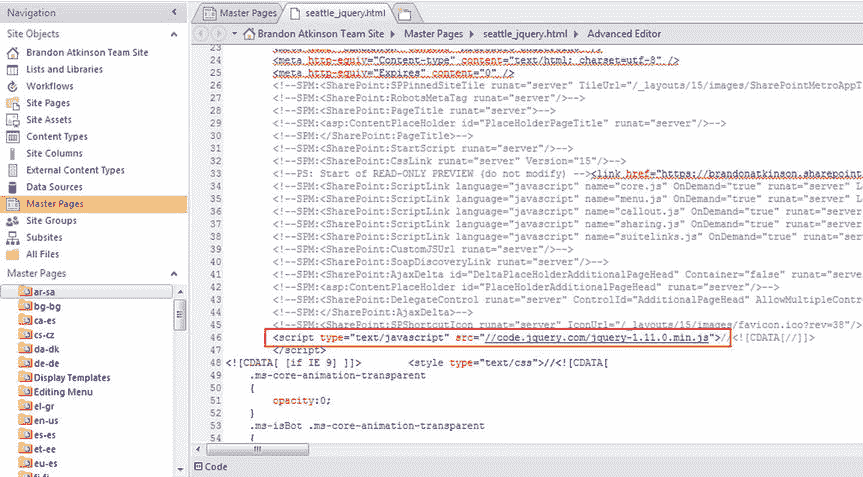 Navigation
Site Objects
Brandon Atkinson Team Site
Lists and Libraries
Workflows
Site Pages
Site Assets
Content Types
Site Columns
External Content Types
Data Sources
Master Pages
Site Groups
Subsites
All Files
Master Pages
ar-sa
bg-bg
ca-es
cs-cz
da-dk
de-de
Display Templates
Editing Menu
el-gr
en-us
es-es
et-ee
eu-es
Master Pages
seattle_jquery.html
Brandon Atkinson Team Site
Master Pages
seattle_jquery.html
Advanced Editor
23
24 <meta http-equiv="Content-type" content="text/html; charset=utf-8" />
25 <meta http-equiv="Expires" content="0" />
26 <!--SPM:<SharePoint:SPPinnedSiteTile runat="server" TileUrl="/_layouts/15/images/SharePointMetroAppT
27 <!--SPM:<SharePoint:RobotsMetaTag runat="server"/>-->
28 <!--SPM:<SharePoint:PageTitle runat="server">-->
29 <!--SPM:<asp:ContentPlaceHolder id="PlaceHolderPageTitle" runat="server"/>-->
30 <!--SPM:</SharePoint:PageTitle>-->
31 <!--SPM:<SharePoint:StartScript runat="server"/>-->
32 <!--SPM:<SharePoint:CssLink runat="server" Version="15"/>-->
33 <!--PS: Start of READ-ONLY PREVIEW (do not modify) --><link href="https://brandonatkinson.sharepoint
34 <!--SPM:<SharePoint:ScriptLink language="javascript" name="core.js" OnDemand="true" runat="server" L
35 <!--SPM:<SharePoint:ScriptLink language="javascript" name="menu.js" OnDemand="true" runat="server" L
36 <!--SPM:<SharePoint:ScriptLink language="javascript" name="callout.js" OnDemand="true" runat="server
37 <!--SPM:<SharePoint:ScriptLink language="javascript" name="sharing.js" OnDemand="true" runat="server
38 <!--SPM:<SharePoint:ScriptLink language="javascript" name="suitelinks.js" OnDemand="true" runat="ser
39 <!--SPM:<SharePoint:CustomJSUrl runat="server"/>-->
40 <!--SPM:<SharePoint:SoapDiscoveryLink runat="server"/>-->
41 <!--SPM:<SharePoint:AjaxDelta id="DeltaPlaceHolderAdditionalPageHead" Container="false" runat="serve
42 <!--SPM:<asp:ContentPlaceHolder id="PlaceHolderAdditionalPageHead" runat="server"/>-->
43 <!--SPM:<SharePoint:DelegateControl runat="server" ControlId="AdditionalPageHead" AllowMultipleContr
44 <!--SPM:</SharePoint:AjaxDelta>-->
45 <!--SPM:<SharePoint:SPShortcutIcon runat="server" IconUrl="/_layouts/15/images/favicon.ico?rev=38"/>
46 <script type="text/javascript" src="//code.jquery.com/jquery-1.11.0.min.js">//<![CDATA[//]]>
47 </script>
48 <![CDATA[ [if IE 9] ]]> <style type="text/css">//<![CDATA[
49 .ms-core-animation-transparent
50 {
51 opacity:0;
52 }
53 .ms-isBot .ms-core-animation-transparent
54 {
Code